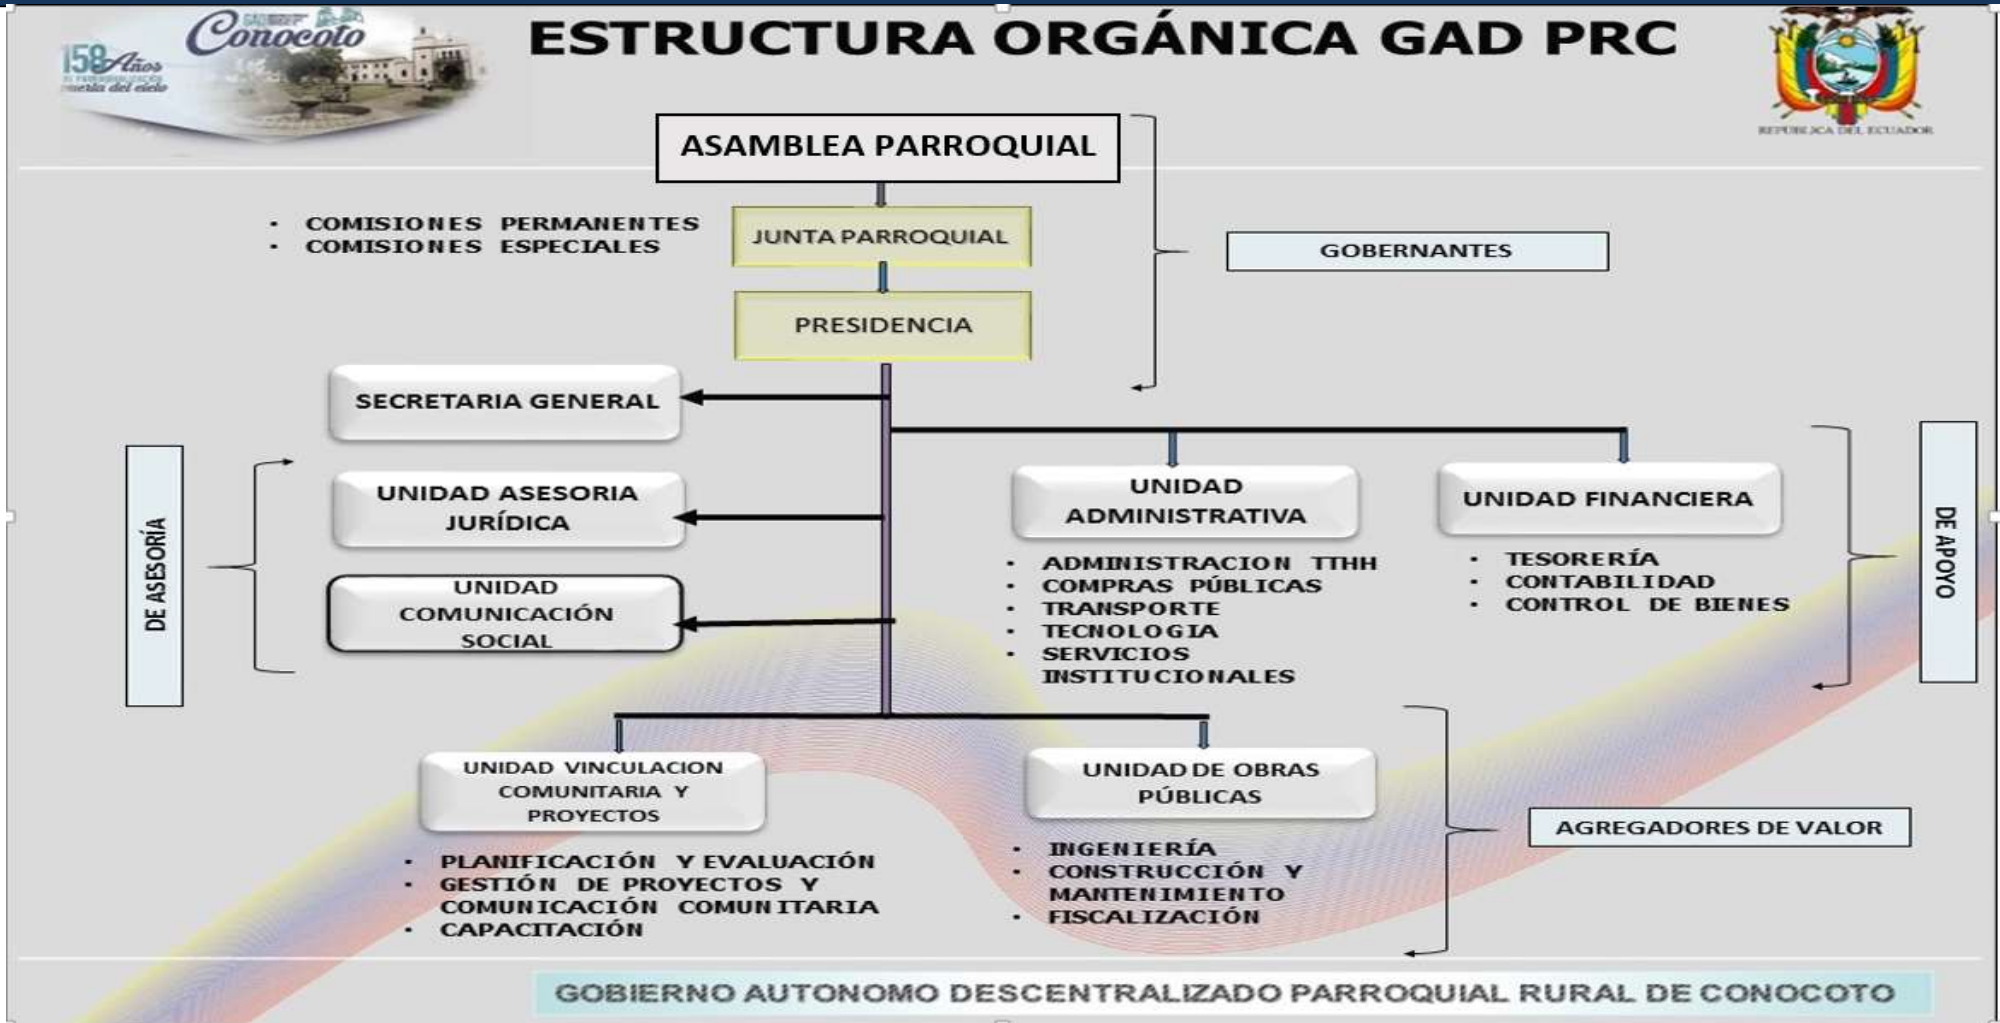 Conocoto
158 Años
ESTRUCTURA ORGÁNICA GAD PRC
REPÚBLICA DEL ECUADOR
ASAMBLEA PARROQUIAL
• COMISIONES PERMANENTES
• COMISIONES ESPECIALES
JUNTA PARROQUIAL
GOBERNANTES
PRESIDENCIA
SECRETARIA GENERAL
DE ASESORÍA
UNIDAD ASESORIA
JURÍDICA
UNIDAD
COMUNICACIÓN
SOCIAL
UNIDAD
ADMINISTRATIVA
• ADMINISTRACION TTHH
• COMPRAS PÚBLICAS
• TRANSPORTE
• TECNOLOGIA
• SERVICIOS
INSTITUCIONALES
UNIDAD FINANCIERA
• TESORERÍA
• CONTABILIDAD
• CONTROL DE BIENES
DE APOYO
UNIDAD VINCULACION
COMUNITARIA Y
PROYECTOS
• PLANIFICACIÓN Y EVALUACIÓN
• GESTIÓN DE PROYECTOS Y
COMUNICACIÓN COMUNITARIA
• CAPACITACIÓN
UNIDAD DE OBRAS
PÚBLICAS
• INGENIERÍA
• CONSTRUCCIÓN Y
MANTENIMIENTO
• FISCALIZACIÓN
AGREGADORES DE VALOR
GOBIERNO AUTONOMO DESCENTRALIZADO PARROQUIAL RURAL DE CONOCOTO